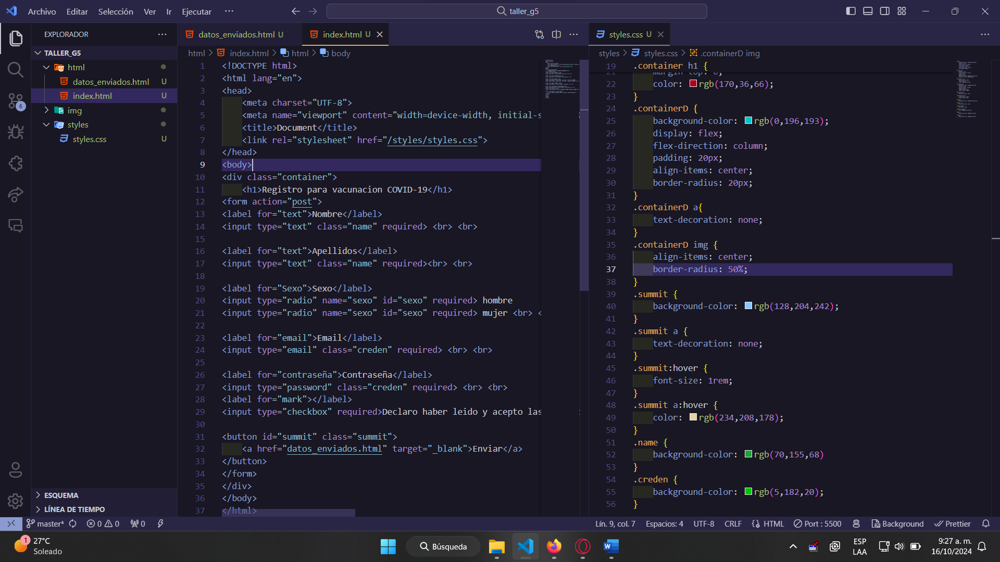 Archivo Editar Selección Ver Ir Ejecutar ···
taller_g5
EXPLORADOR ···
TALLER_G5
html
datos_enviados.html U
index.html U
img
styles
styles.css U
ESQUEMA
LÍNEA DE TIEMPO
6
datos_enviados.html U
index.html U
html > index.html > html > body
1 <!DOCTYPE html>
2 <html lang="en">
3 <head>
4 <meta charset="UTF-8">
5 <meta name="viewport" content="width=device-width, initial-s
6 <title>Document</title>
7 <link rel="stylesheet" href="/styles/styles.css">
8 </head>
9 <body>
10 <div class="container">
11 <h1>Registro para vacunacion COVID-19</h1>
12 <form action="post">
13 <label for="text">Nombre</label>
14 <input type="text" class="name" required> <br> <br>
15
16 <label for="text">Apellidos</label>
17 <input type="text" class="name" required><br> <br>
18
19 <label for="Sexo">Sexo</label>
20 <input type="radio" name="sexo" id="sexo" required> hombre
21 <input type="radio" name="sexo" id="sexo" required> mujer <br> <
22
23 <label for="email">Email</label>
24 <input type="email" class="creden" required> <br> <br>
25
26 <label for="contraseña">Contraseña</label>
27 <input type="password" class="creden" required> <br> <br>
28 <label for="mark"></label>
29 <input type="checkbox" required>Declaro haber leido y acepto las
30
31 <button id="summit" class="summit">
32 <a href="datos_enviados.html" target="_blank">Enviar</a>
33 </button>
34 </form>
35 </div>
36 </body>
37 </html>
styles.css U
styles > styles.css > .containerD img
19 .container h1 {
21 margin-top: 0;
22 color: rgb(170,36,66);
23 }
24 .containerD {
25 background-color: rgb(0,196,193);
26 display: flex;
27 flex-direction: column;
28 padding: 20px;
29 align-items: center;
30 border-radius: 20px;
31 }
32 .containerD a{
33 text-decoration: none;
34 }
35 .containerD img {
36 align-items: center;
37 border-radius: 50%;
38 }
39 .summit {
40 background-color: rgb(128,204,242);
41 }
42 .summit a {
43 text-decoration: none;
44 }
45 .summit:hover {
46 font-size: 1rem;
47 }
48 .summit a:hover {
49 color: rgb(234,208,178);
50 }
51 .name {
52 background-color: rgb(70,155,68)
53 }
54 .creden {
55 background-color: rgb(5,182,20);
56 }
master* 0 0 0 Lín. 9, col. 7 Espacios: 4 UTF-8 CRLF HTML Port : 5500 Background Prettier
1
27°C
Soleado
Búsqueda
W
ESP
LAA
9:27 a. m.
16/10/2024